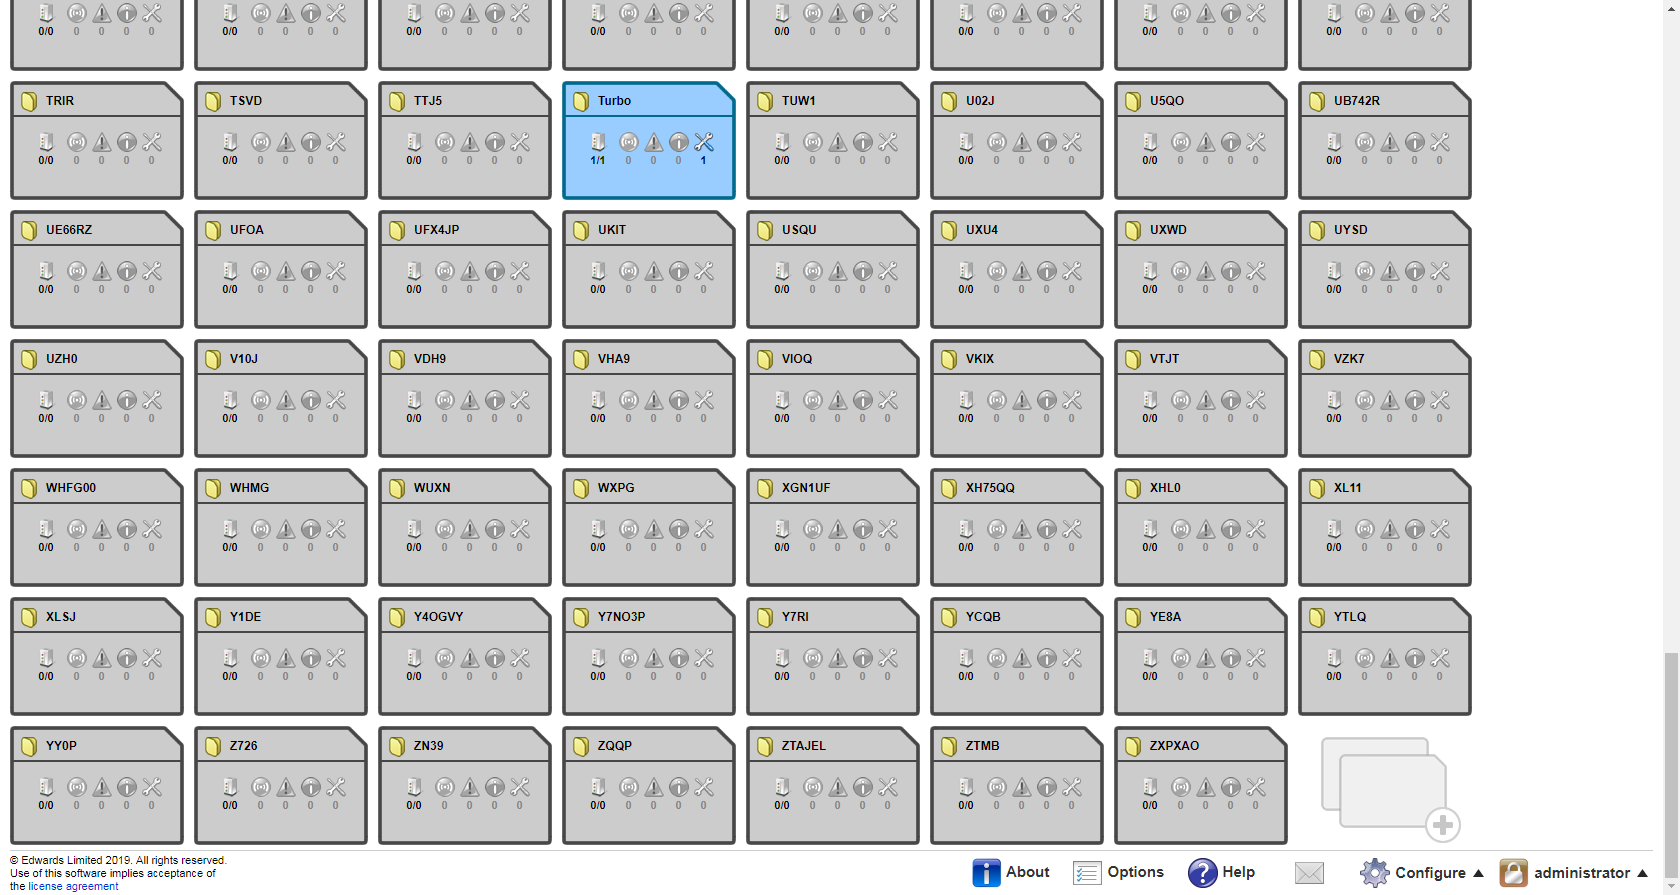 0/0 0 0 0 0 0/0 0 0 0 0 0/0 0 0 0 0 0/0 0 0 0 0 0/0 0 0 0 0 0/0 0 0 0 0 0/0 0 0 0 0 0/0 0 0 0 0
TRIR TSVD TTJ5 Turbo TUW1 U02J U5QO UB742R
0/0 0 0 0 0 0/0 0 0 0 0 0/0 0 0 0 0 1/1 0 0 0 1 0/0 0 0 0 0 0/0 0 0 0 0 0/0 0 0 0 0 0/0 0 0 0 0
UE66RZ UFOA UFX4JP UKIT USQU UXU4 UXWD UYSD
0/0 0 0 0 0 0/0 0 0 0 0 0/0 0 0 0 0 0/0 0 0 0 0 0/0 0 0 0 0 0/0 0 0 0 0 0/0 0 0 0 0 0/0 0 0 0 0
UZH0 V10J VDH9 VHA9 VIOQ VKIX VTJT VZK7
0/0 0 0 0 0 0/0 0 0 0 0 0/0 0 0 0 0 0/0 0 0 0 0 0/0 0 0 0 0 0/0 0 0 0 0 0/0 0 0 0 0 0/0 0 0 0 0
WHFG00 WHMG WUXN WXPG XGN1UF XH75QQ XHL0 XL11
0/0 0 0 0 0 0/0 0 0 0 0 0/0 0 0 0 0 0/0 0 0 0 0 0/0 0 0 0 0 0/0 0 0 0 0 0/0 0 0 0 0 0/0 0 0 0 0
XLSJ Y1DE Y4OGVY Y7NO3P Y7RI YCQB YE8A YTLQ
0/0 0 0 0 0 0/0 0 0 0 0 0/0 0 0 0 0 0/0 0 0 0 0 0/0 0 0 0 0 0/0 0 0 0 0 0/0 0 0 0 0 0/0 0 0 0 0
YY0P Z726 ZN39 ZQQP ZTAJEL ZTMB ZXPXAO
0/0 0 0 0 0 0/0 0 0 0 0 0/0 0 0 0 0 0/0 0 0 0 0 0/0 0 0 0 0 0/0 0 0 0 0 0/0 0 0 0 0
© Edwards Limited 2019. All rights reserved.
Use of this software implies acceptance of
the license agreement
About Options Help Configure administrator